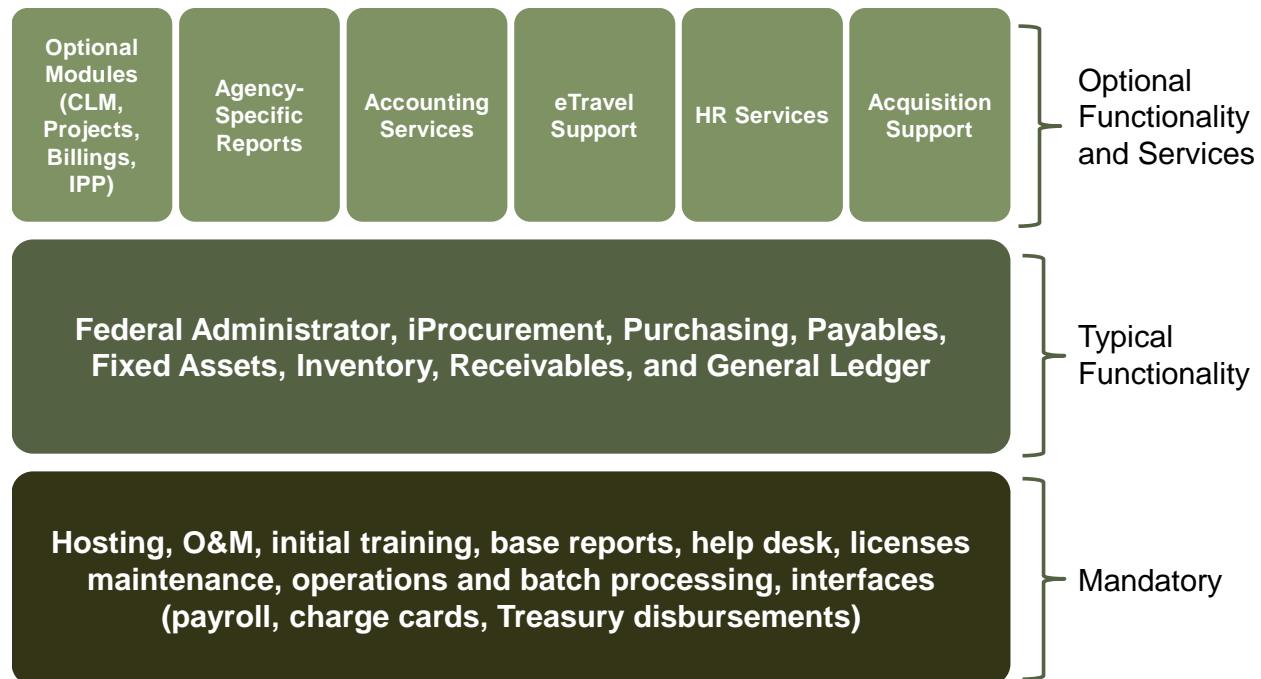 Optional
Modules
(CLM,
Projects,
Billings,
IPP)
Agency-
Specific
Reports
Accounting
Services
eTravel
Support
HR Services
Acquisition
Support
Optional
Functionality
and Services
Federal Administrator, iProcurement, Purchasing, Payables,
Fixed Assets, Inventory, Receivables, and General Ledger
Typical
Functionality
Hosting, O&M, initial training, base reports, help desk, licenses
maintenance, operations and batch processing, interfaces
(payroll, charge cards, Treasury disbursements)
Mandatory